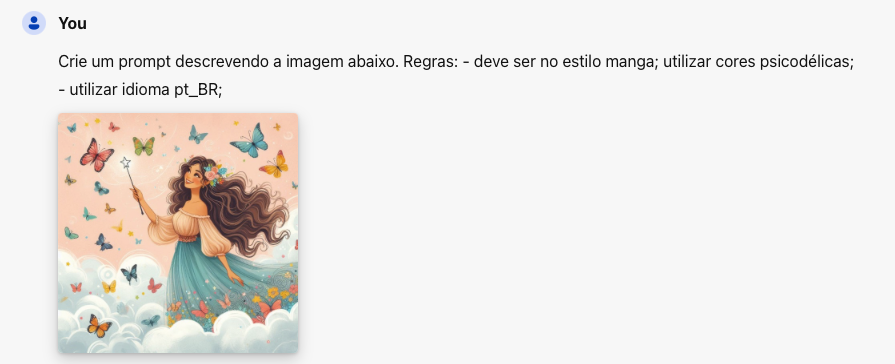 You
Crie um prompt descrevendo a imagem abaixo. Regras: - deve ser no estilo manga; utilizar cores psicodélicas;
- utilizar idioma pt_BR;